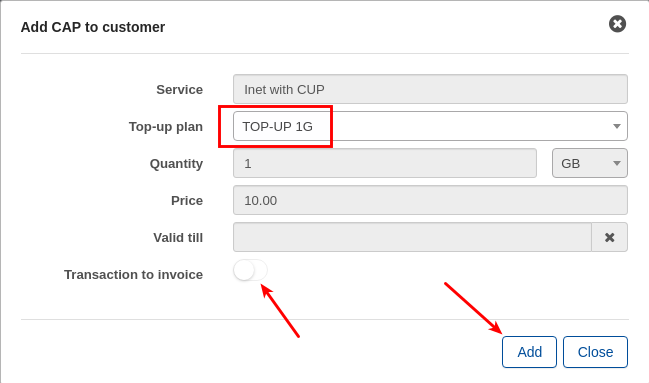 Add CAP to customer
Service Inet with CUP
Top-up plan TOP-UP 1G
Quantity 1 GB
Price 10.00
Valid till
Transaction to invoice
Add Close